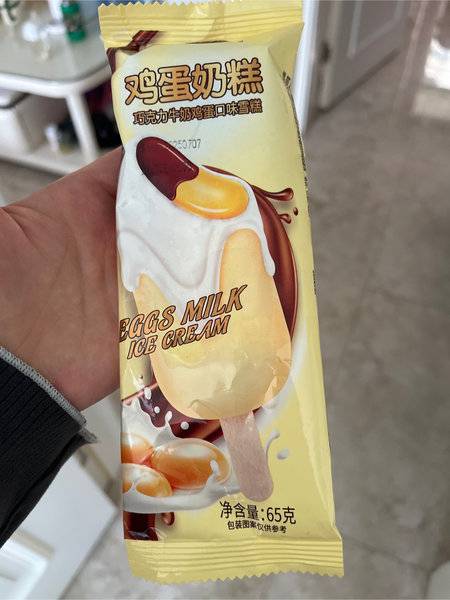 鸡蛋奶糕
巧克力牛奶鸡蛋口味雪糕
250707
EGGS MILK
ICE CREAM
净含量:65克
包装图案仅供参考